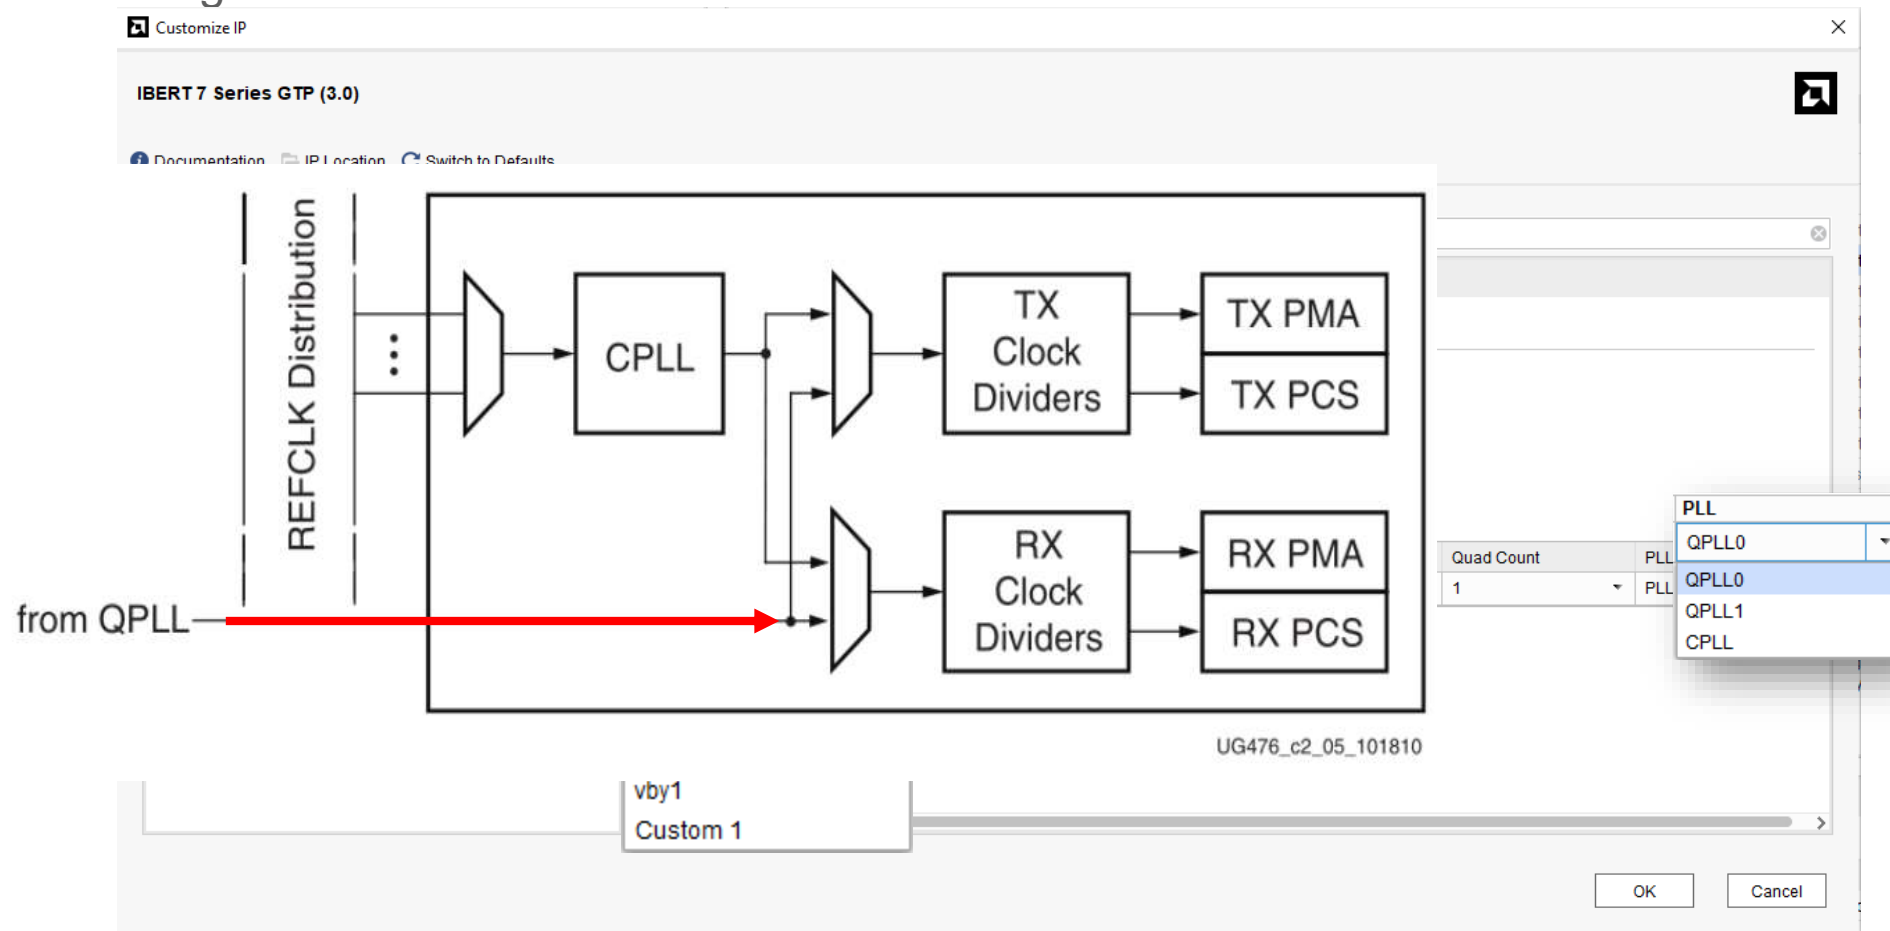 Customize IP
IBERT 7 Series GTP (3.0)
Documentation IP Location Switch to Defaults
REFCLK Distribution
CPLL
TX
Clock
Dividers
TX PMA
TX PCS
RX
Clock
Dividers
RX PMA
RX PCS
from QPLL
UG476_c2_05_101810
Quad Count
PLL
1
PLL
PLL
QPLL0
QPLL0
QPLL1
CPLL
vby1
Custom 1
OK
Cancel